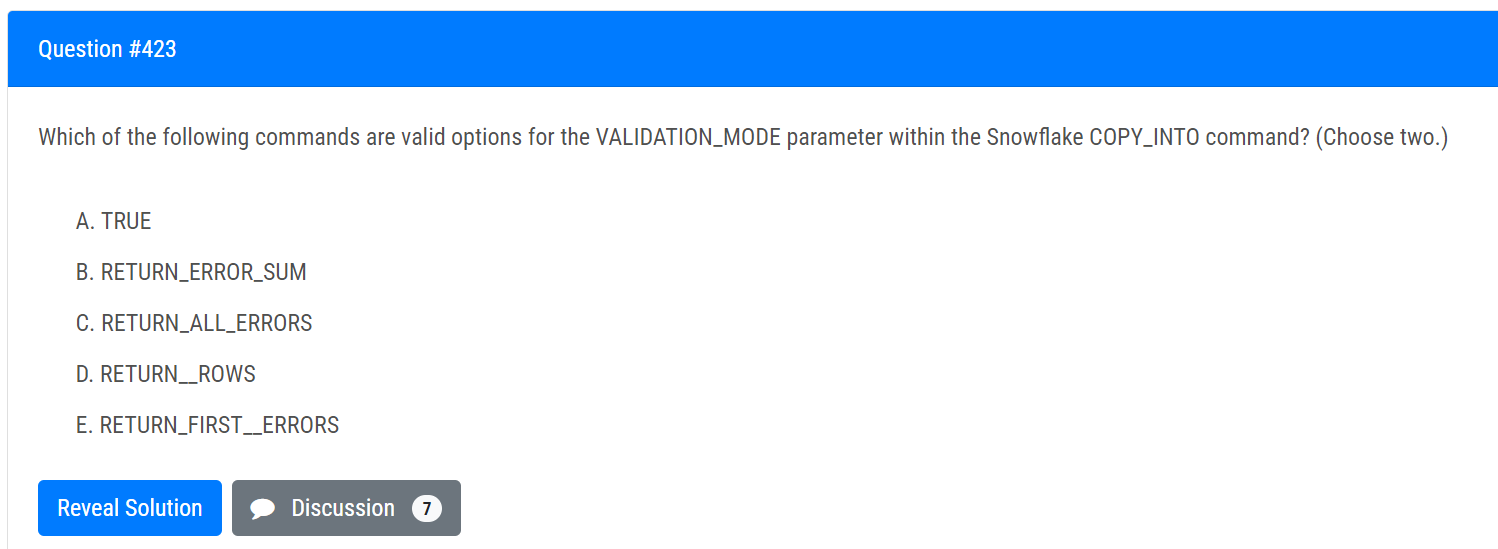 Question #423
Which of the following commands are valid options for the VALIDATION_MODE parameter within the Snowflake COPY_INTO command? (Choose two.)
A. TRUE
B. RETURN_ERROR_SUM
C. RETURN_ALL_ERRORS
D. RETURN__ROWS
E. RETURN_FIRST__ERRORS
Reveal Solution
Discussion 7